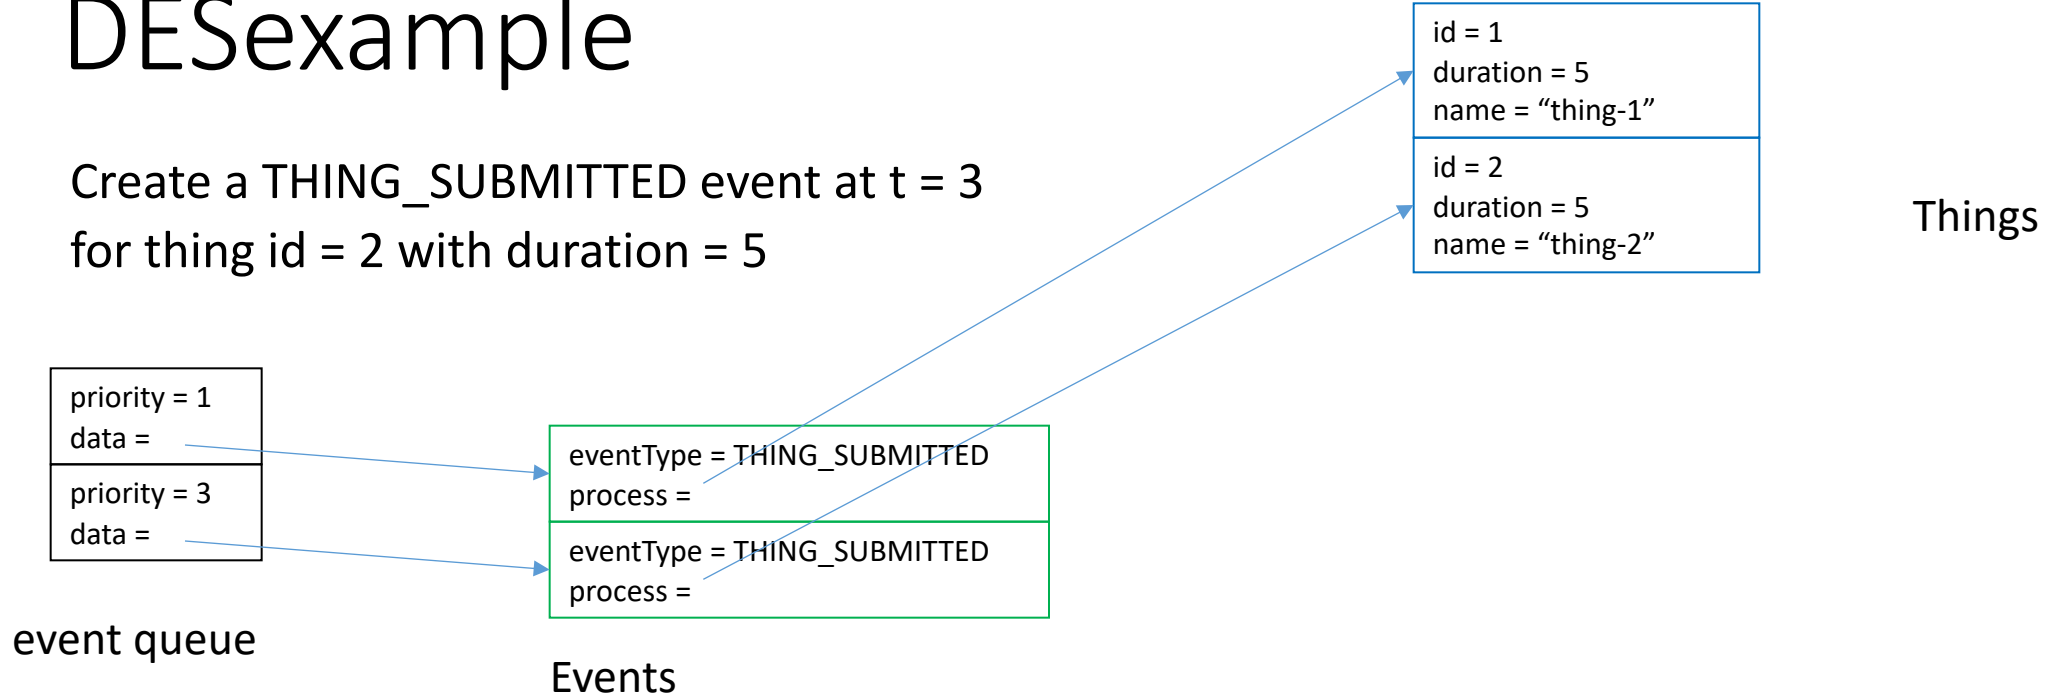 DESexample
Create a THING_SUBMITTED event at t = 3
for thing id = 2 with duration = 5
id = 1
duration = 5
name = “thing-1”
id = 2
duration = 5
name = “thing-2”
Things
priority = 1
data =
priority = 3
data =
event queue
eventType = THING_SUBMITTED
process =
eventType = THING_SUBMITTED
process =
Events